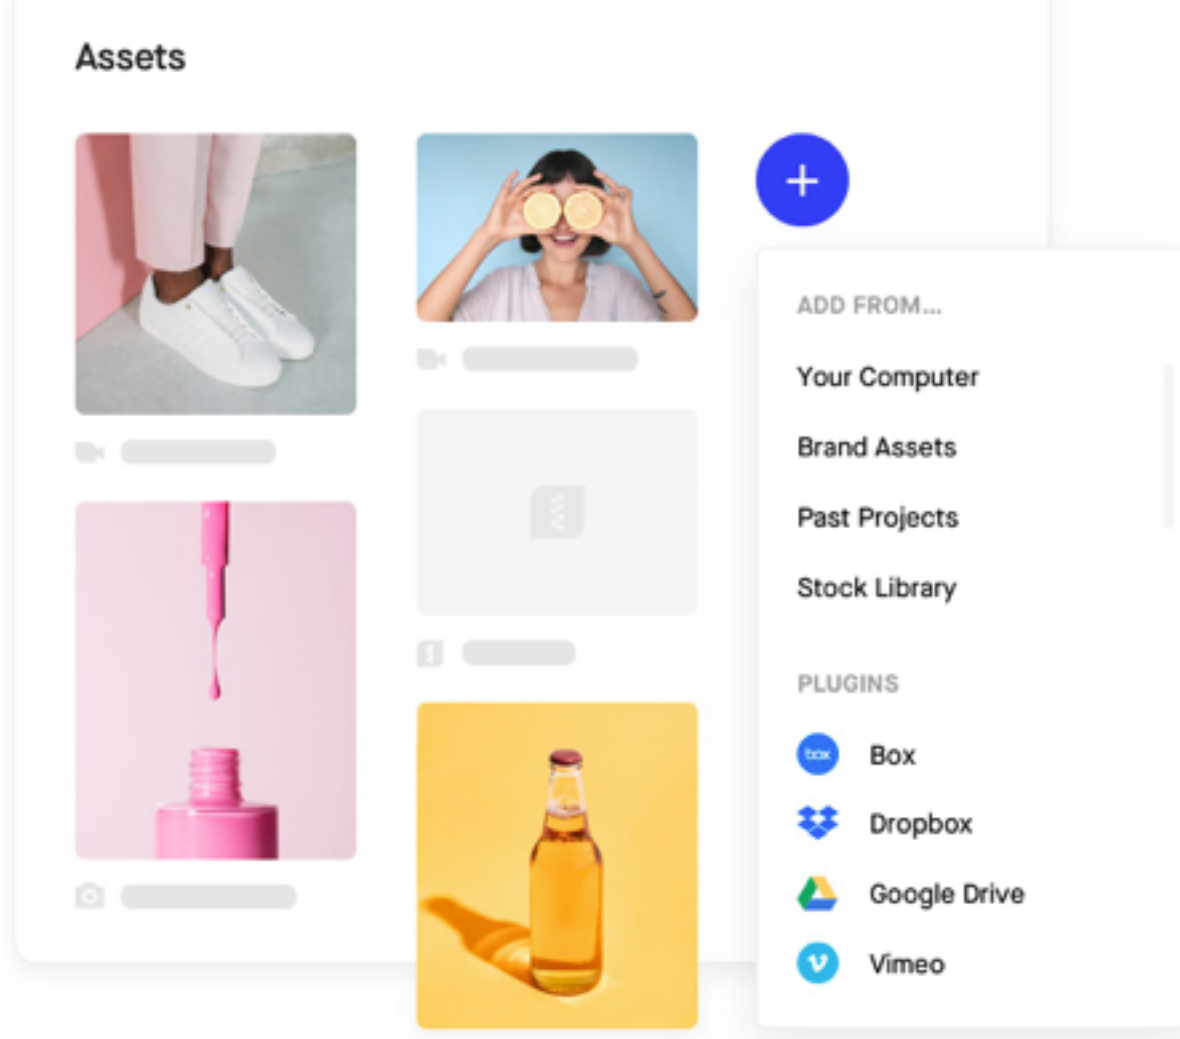 Assets
ADD FROM...
Your Computer
Brand Assets
Past Projects
Stock Library
PLUGINS
box
Box
Dropbox
Google Drive
Vimeo